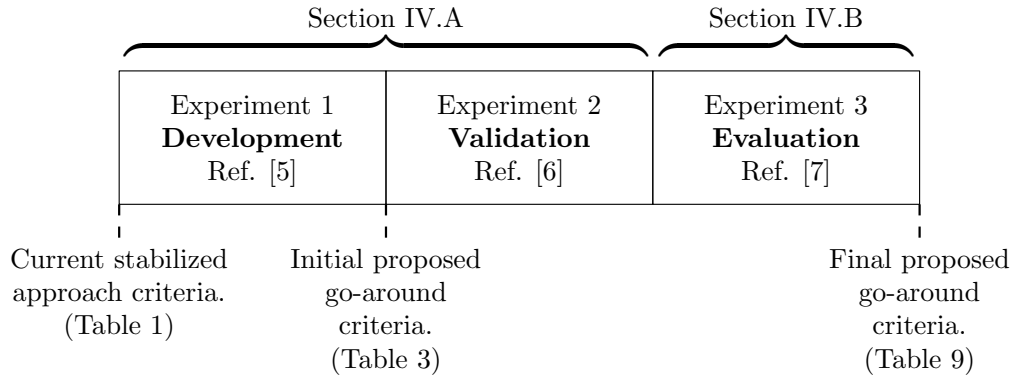 Section IV.A
Section IV.B
Experiment 1
Development
Ref. [5]
Experiment 2
Validation
Ref. [6]
Experiment 3
Evaluation
Ref. [7]
Current stabilized
approach criteria.
(Table 1)
Initial proposed
go-around
criteria.
(Table 3)
Final proposed
go-around
criteria.
(Table 9)